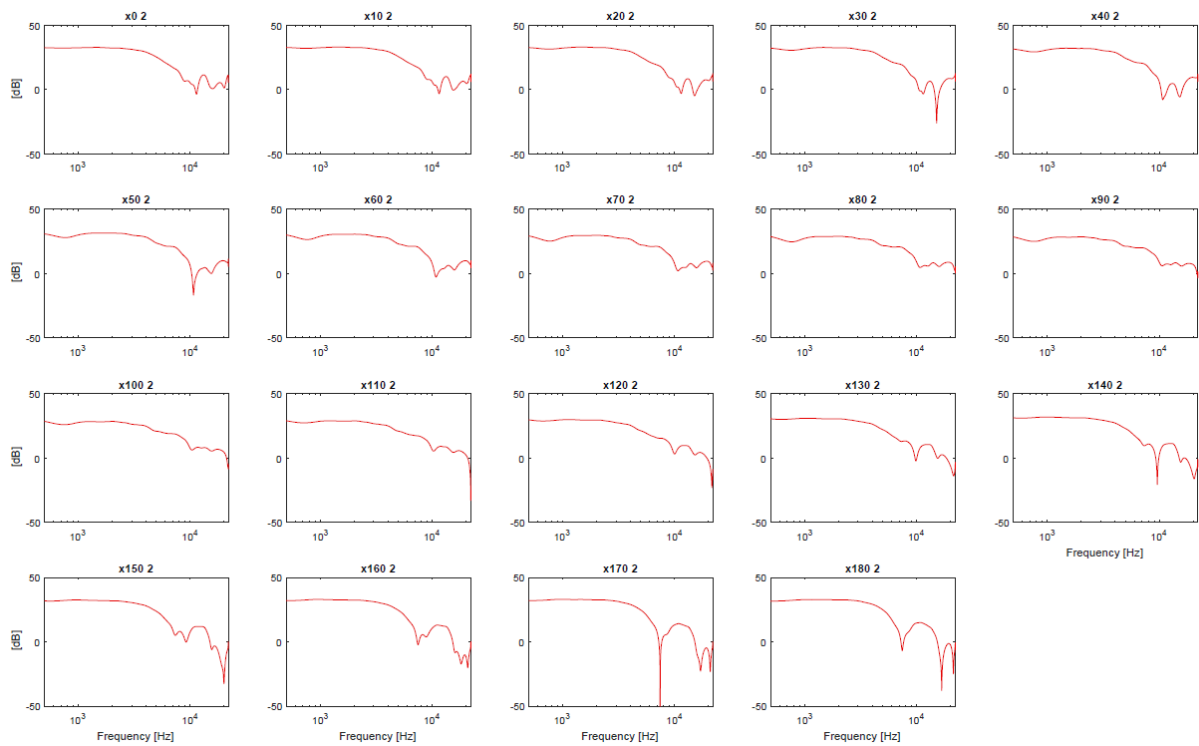 x0 2 x10 2 x20 2 x30 2 x40 2
50 50 50 50 50
[dB]
0 0 0 0 0
-50 -50 -50 -50 -50
10³ 10⁴ 10³ 10⁴ 10³ 10⁴ 10³ 10⁴ 10³ 10⁴
x50 2 x60 2 x70 2 x80 2 x90 2
50 50 50 50 50
[dB]
0 0 0 0 0
-50 -50 -50 -50 -50
10³ 10⁴ 10³ 10⁴ 10³ 10⁴ 10³ 10⁴ 10³ 10⁴
x100 2 x110 2 x120 2 x130 2 x140 2
50 50 50 50 50
[dB]
0 0 0 0 0
-50 -50 -50 -50 -50
10³ 10⁴ 10³ 10⁴ 10³ 10⁴ 10³ 10⁴ 10³ 10⁴
Frequency [Hz]
x150 2 x160 2 x170 2 x180 2
50 50 50 50
[dB]
0 0 0 0
-50 -50 -50 -50
10³ 10⁴ 10³ 10⁴ 10³ 10⁴ 10³ 10⁴
Frequency [Hz] Frequency [Hz] Frequency [Hz] Frequency [Hz]